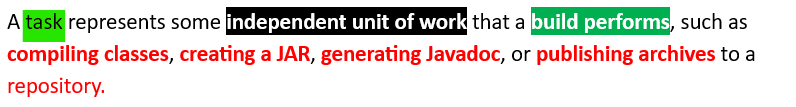 A task represents some independent unit of work that a build performs, such as
compiling classes, creating a JAR, generating Javadoc, or publishing archives to a
repository.